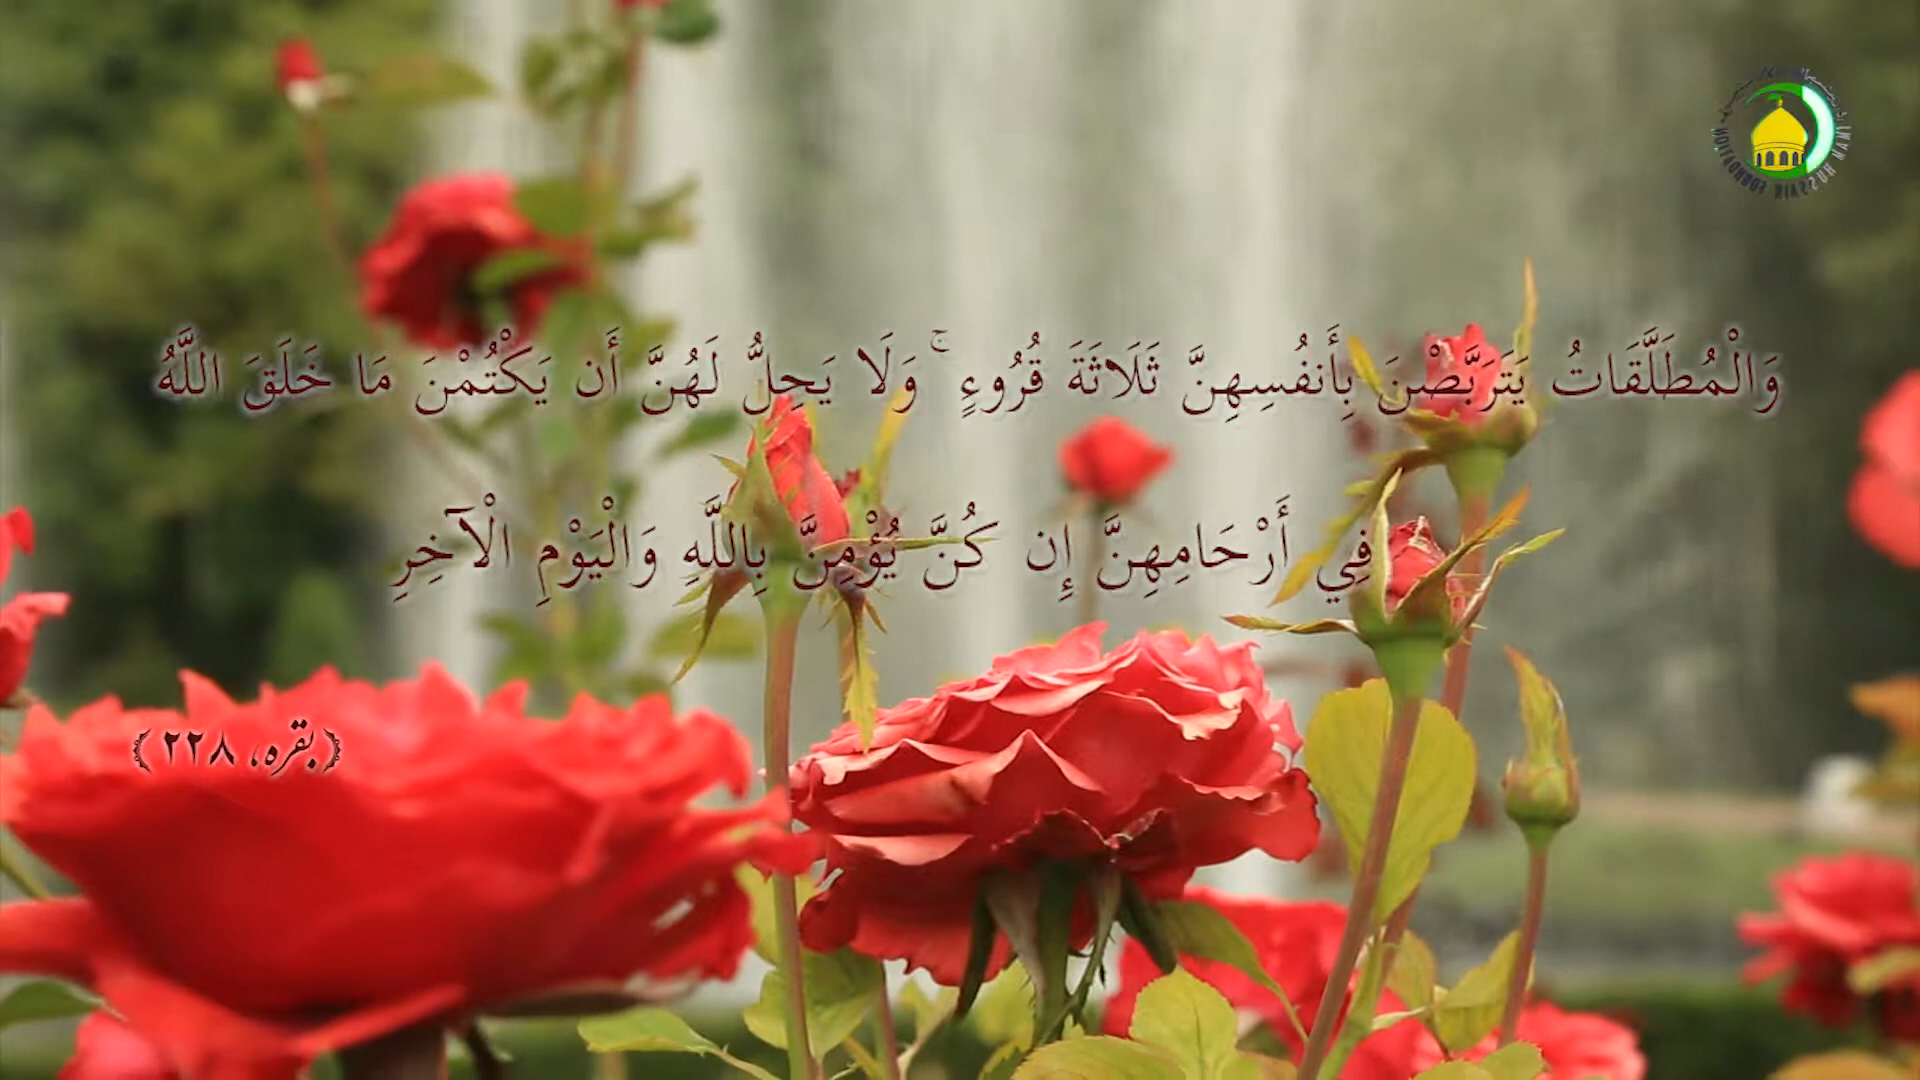 وَالْمُطَلَّقَاتُ يَتَرَبَّصْنَ بِأَنفُسِهِنَّ ثَلَاثَةَ قُرُوءٍ ۚ وَلَا يَحِلُّ لَهُنَّ أَن يَكْتُمْنَ مَا خَلَقَ اللَّهُ
فِي أَرْحَامِهِنَّ إِن كُنَّ يُؤْمِنَّ بِاللَّهِ وَالْيَوْمِ الْآخِرِ
(بقره، ۲۲۸)